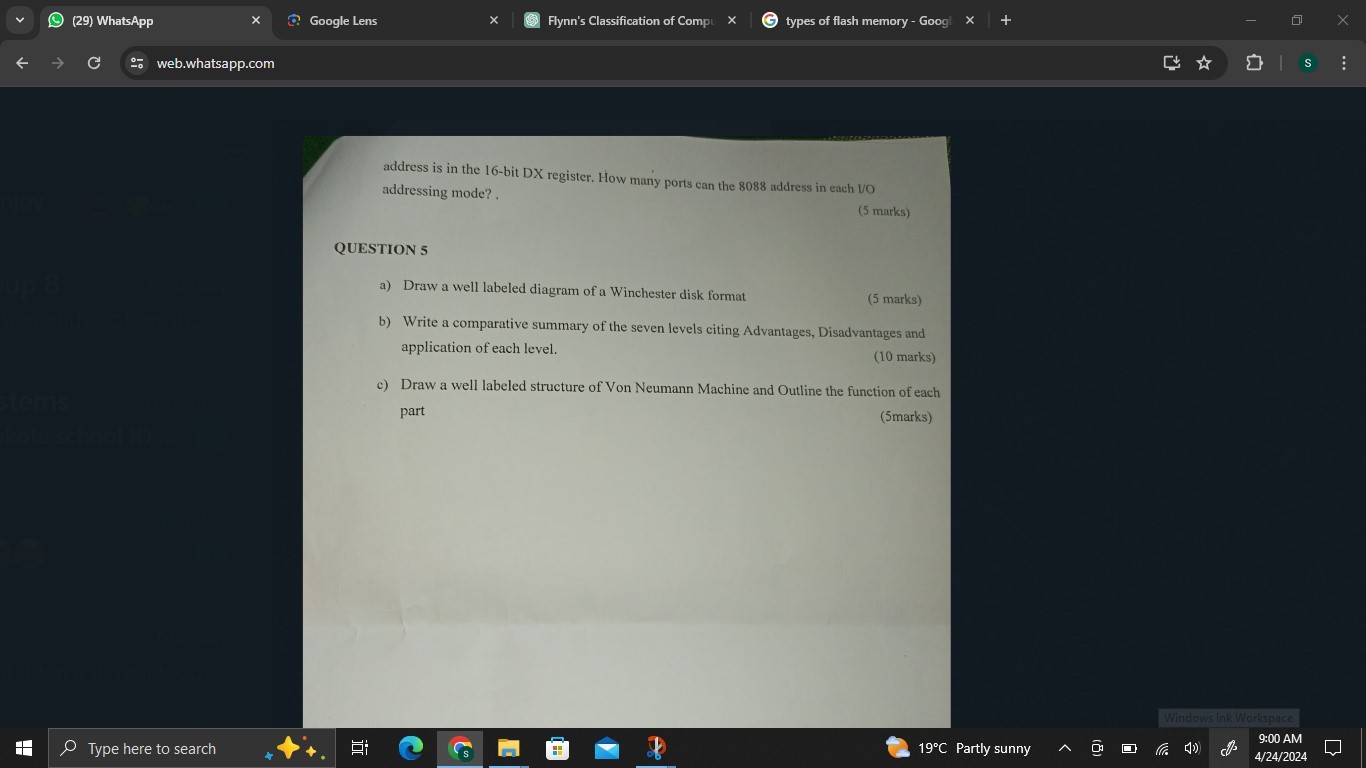 (29) WhatsApp
Google Lens
Flynn's Classification of Compu
types of flash memory - Googl
web.whatsapp.com
S
address is in the 16-bit DX register. How many ports can the 8088 address in each I/O
addressing mode? .
(5 marks)
QUESTION 5
a) Draw a well labeled diagram of a Winchester disk format (5 marks)
b) Write a comparative summary of the seven levels citing Advantages, Disadvantages and
application of each level. (10 marks)
c) Draw a well labeled structure of Von Neumann Machine and Outline the function of each
part (5marks)
Windows Ink Workspace
Type here to search
19°C Partly sunny
9:00 AM
4/24/2024